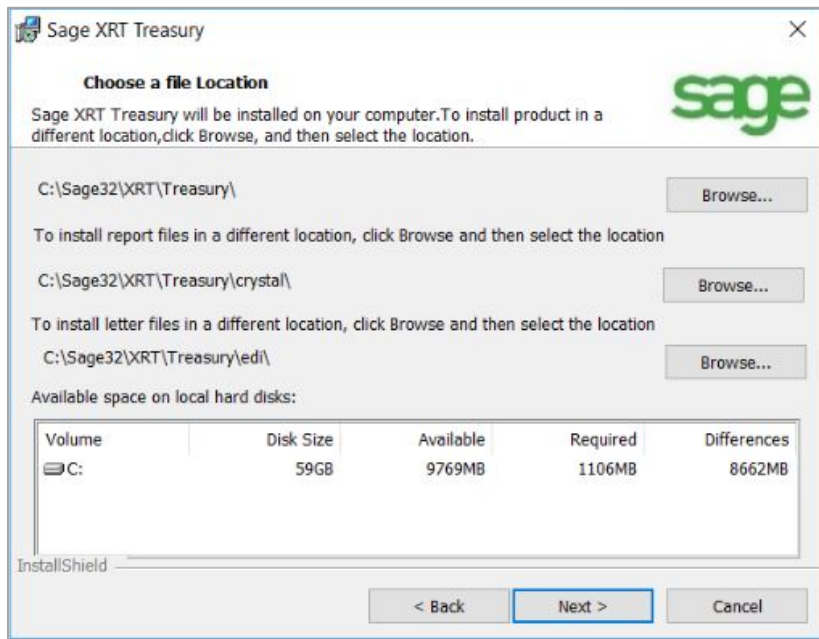 Sage XRT Treasury
Choose a file Location
Sage XRT Treasury will be installed on your computer.To install product in a
different location,click Browse, and then select the location.
sage
C:\Sage32\XRT\Treasury\
Browse...
To install report files in a different location, click Browse and then select the location
C:\Sage32\XRT\Treasury\crystal\
Browse...
To install letter files in a different location, click Browse and then select the location
C:\Sage32\XRT\Treasury\edi\
Browse...
Available space on local hard disks:
Volume Disk Size Available Required Differences
C: 59GB 9769MB 1106MB 8662MB
InstallShield
< Back Next > Cancel